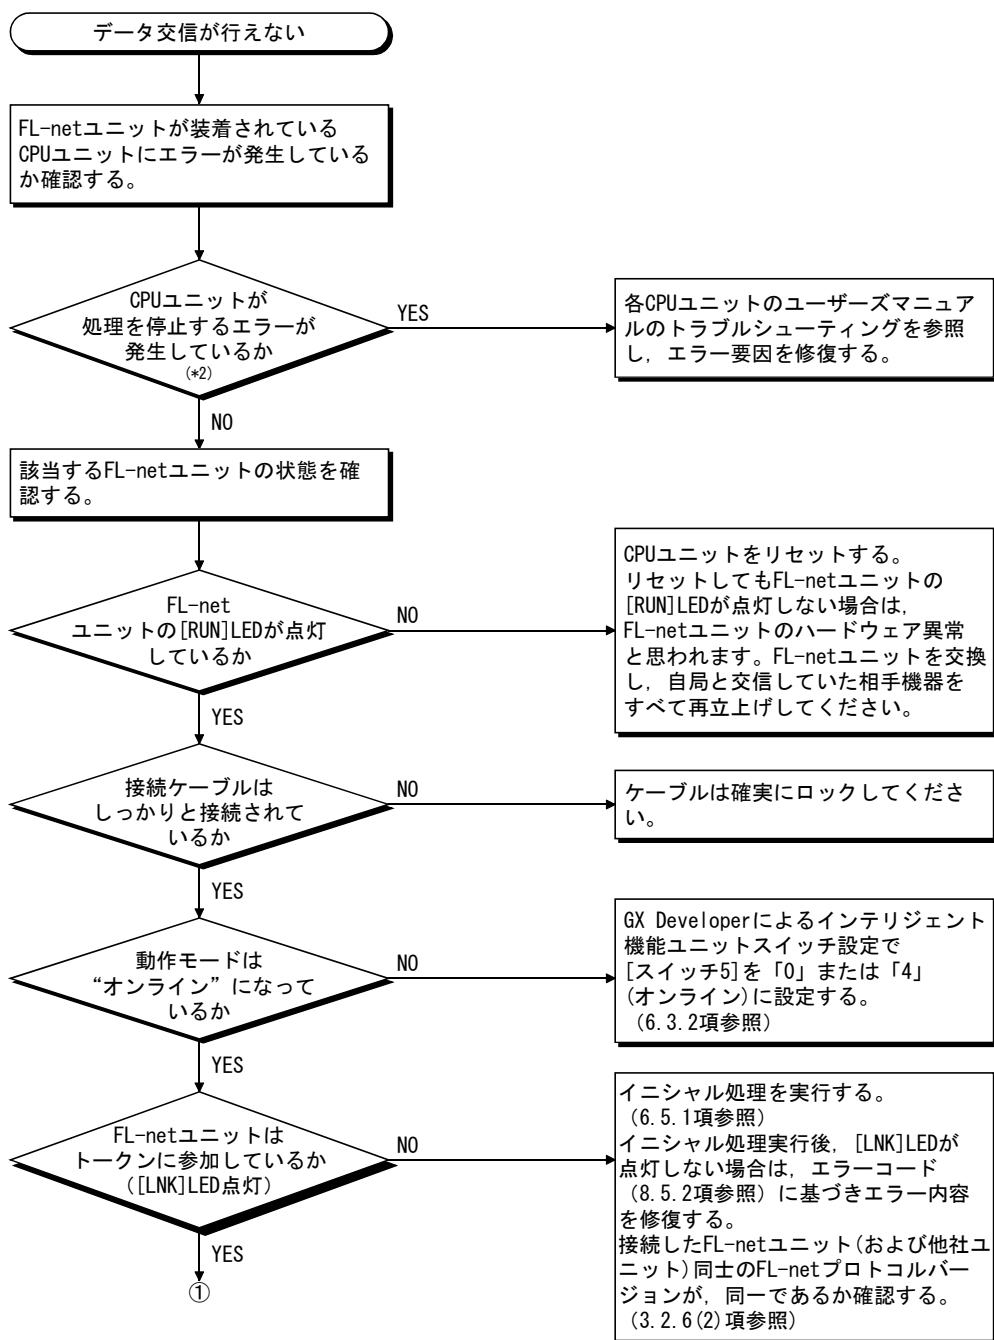 データ交信が行えない
FL-netユニットが装着されている
CPUユニットにエラーが発生している
か確認する。
CPUユニットが
処理を停止するエラーが
発生しているか
(*2)
YES
各CPUユニットのユーザーズマニュア
ルのトラブルシューティングを参照
し，エラー要因を修復する。
NO
該当するFL-netユニットの状態を確
認する。
FL-net
ユニットの[RUN]LEDが点灯
しているか
NO
CPUユニットをリセットする。
リセットしてもFL-netユニットの
[RUN]LEDが点灯しない場合は，
FL-netユニットのハードウェア異常
と思われます。FL-netユニットを交換
し，自局と交信していた相手機器を
すべて再立上げしてください。
YES
接続ケーブルは
しっかりと接続されて
いるか
NO
ケーブルは確実にロックしてくださ
い。
YES
動作モードは
“オンライン”になって
いるか
NO
GX Developerによるインテリジェント
機能ユニットスイッチ設定で
[スイッチ5]を「0」または「4」
(オンライン)に設定する。
（6.3.2項参照）
YES
FL-netユニットは
トークンに参加しているか
([LNK]LED点灯)
NO
イニシャル処理を実行する。
（6.5.1項参照）
イニシャル処理実行後，[LNK]LEDが
点灯しない場合は，エラーコード
（8.5.2項参照）に基づきエラー内容
を修復する。
接続したFL-netユニット(および他社ユ
ニット)同士のFL-netプロトコルバー
ジョンが，同一であるか確認する。
（3.2.6(2)項参照）
YES
①